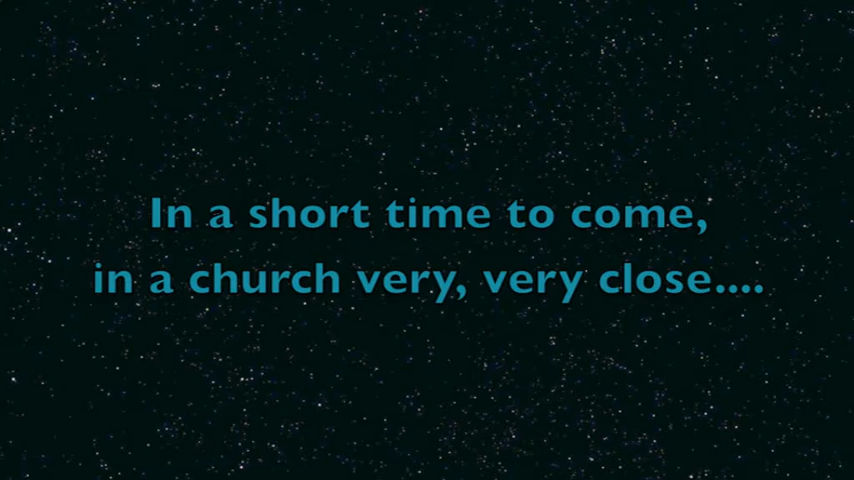 In a short time to come,
in a church very, very close....